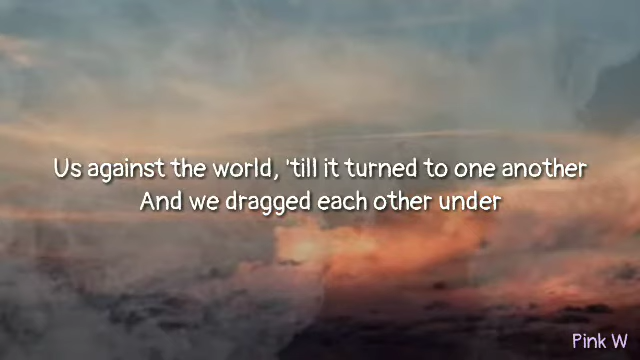 Us against the world, 'till it turned to one another
And we dragged each other under
Pink W